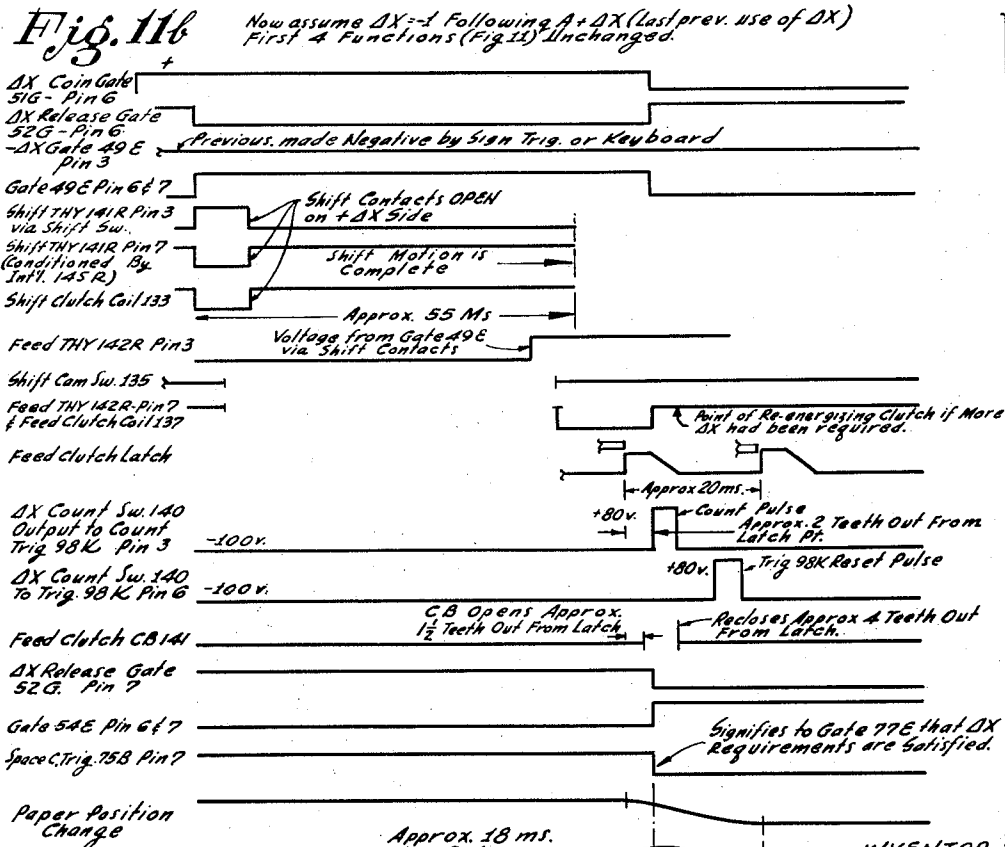 Fig. 11b
Now assume ΔX=-1 Following A+ΔX (Last prev. use of ΔX)
First 4 Functions (Fig 11) Unchanged.
+
ΔX Coin Gate
51G - Pin 6
ΔX Release Gate
52G - Pin 6
-ΔX Gate 49E
Pin 3
Previous. made Negative by Sign Trig. or Keyboard
Gate 49E Pin 6 & 7
Shift THY 141R Pin 3
via Shift Sw.
Shift Contacts OPEN
on + ΔX Side
Shift THY 141R Pin 7
(Conditioned By
Int'l. 145R)
Shift Motion is
Complete
Shift Clutch Coil 133
Approx. 55 Ms
Feed THY 142R Pin 3
Voltage from Gate 49E
via Shift Contacts
Shift Cam Sw. 135
Feed THY 142R-Pin 7
& Feed Clutch Coil 137
Point of Re-energizing Clutch if More
ΔX had been required.
Feed Clutch Latch
Approx 20 ms.
ΔX Count Sw. 140
Output to Count
Trig 98K Pin 3
-100v.
+80v.
Count Pulse
Approx. 2 Teeth Out From
Latch Pt.
ΔX Count Sw. 140
To Trig. 98K Pin 6
-100v.
+80v.
Trig 98K Reset Pulse
CB Opens Approx.
1½ Teeth Out From Latch
Feed Clutch CB 141
Recloses Approx 4 Teeth Out
From Latch.
ΔX Release Gate
52G. Pin 7
Gate 54E Pin 6 & 7
Signifies to Gate 77E that ΔX
Requirements are Satisfied.
Space C, Trig. 75B Pin 7
Paper Position
Change
Approx. 18 ms.
INVENTOR